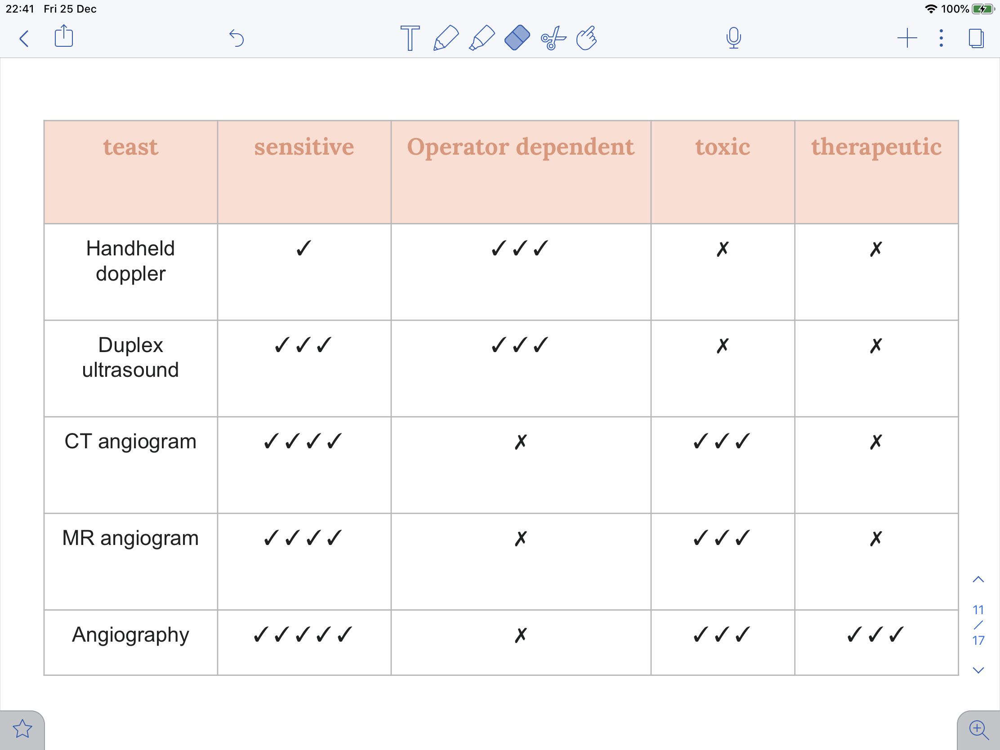 22:41 Fri 25 Dec 100%
teast sensitive Operator dependent toxic therapeutic
Handheld ✓ ✓✓✓ ✗ ✗
doppler
Duplex ✓✓✓ ✓✓✓ ✗ ✗
ultrasound
CT angiogram ✓✓✓✓ ✗ ✓✓✓ ✗
MR angiogram ✓✓✓✓ ✗ ✓✓✓ ✗
Angiography ✓✓✓✓✓ ✗ ✓✓✓ ✓✓✓
11
/
17